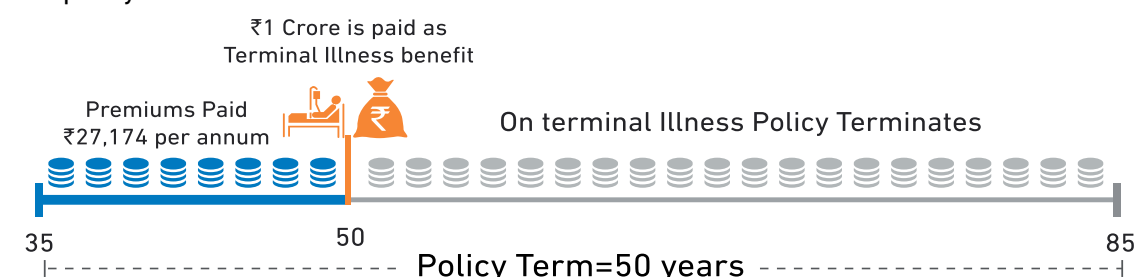 ₹1 Crore is paid as
Terminal Illness benefit
Premiums Paid
₹27,174 per annum
₹
On terminal Illness Policy Terminates
35
50
85
Policy Term=50 years